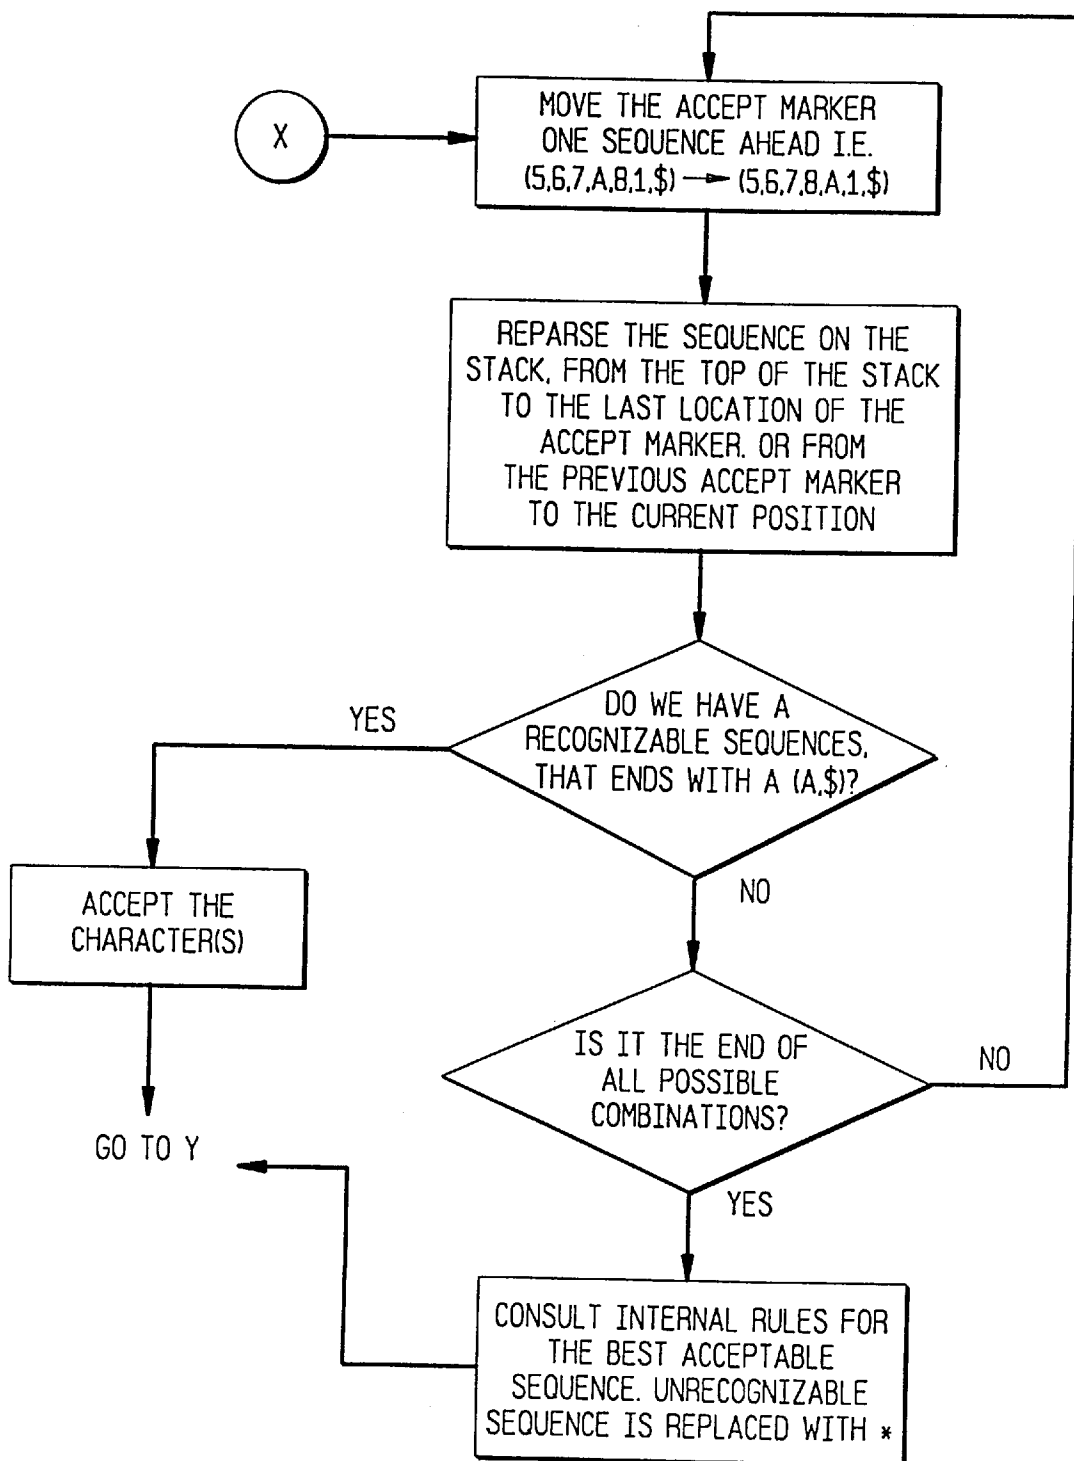 X
MOVE THE ACCEPT MARKER
ONE SEQUENCE AHEAD I.E.
(5,6,7,A,8,1,$) → (5,6,7,8,A,1,$)
REPARSE THE SEQUENCE ON THE
STACK, FROM THE TOP OF THE STACK
TO THE LAST LOCATION OF THE
ACCEPT MARKER. OR FROM
THE PREVIOUS ACCEPT MARKER
TO THE CURRENT POSITION
DO WE HAVE A
RECOGNIZABLE SEQUENCES,
THAT ENDS WITH A (A,$)?
YES
NO
ACCEPT THE
CHARACTER(S)
IS IT THE END OF
ALL POSSIBLE
COMBINATIONS?
NO
GO TO Y
YES
CONSULT INTERNAL RULES FOR
THE BEST ACCEPTABLE
SEQUENCE. UNRECOGNIZABLE
SEQUENCE IS REPLACED WITH *